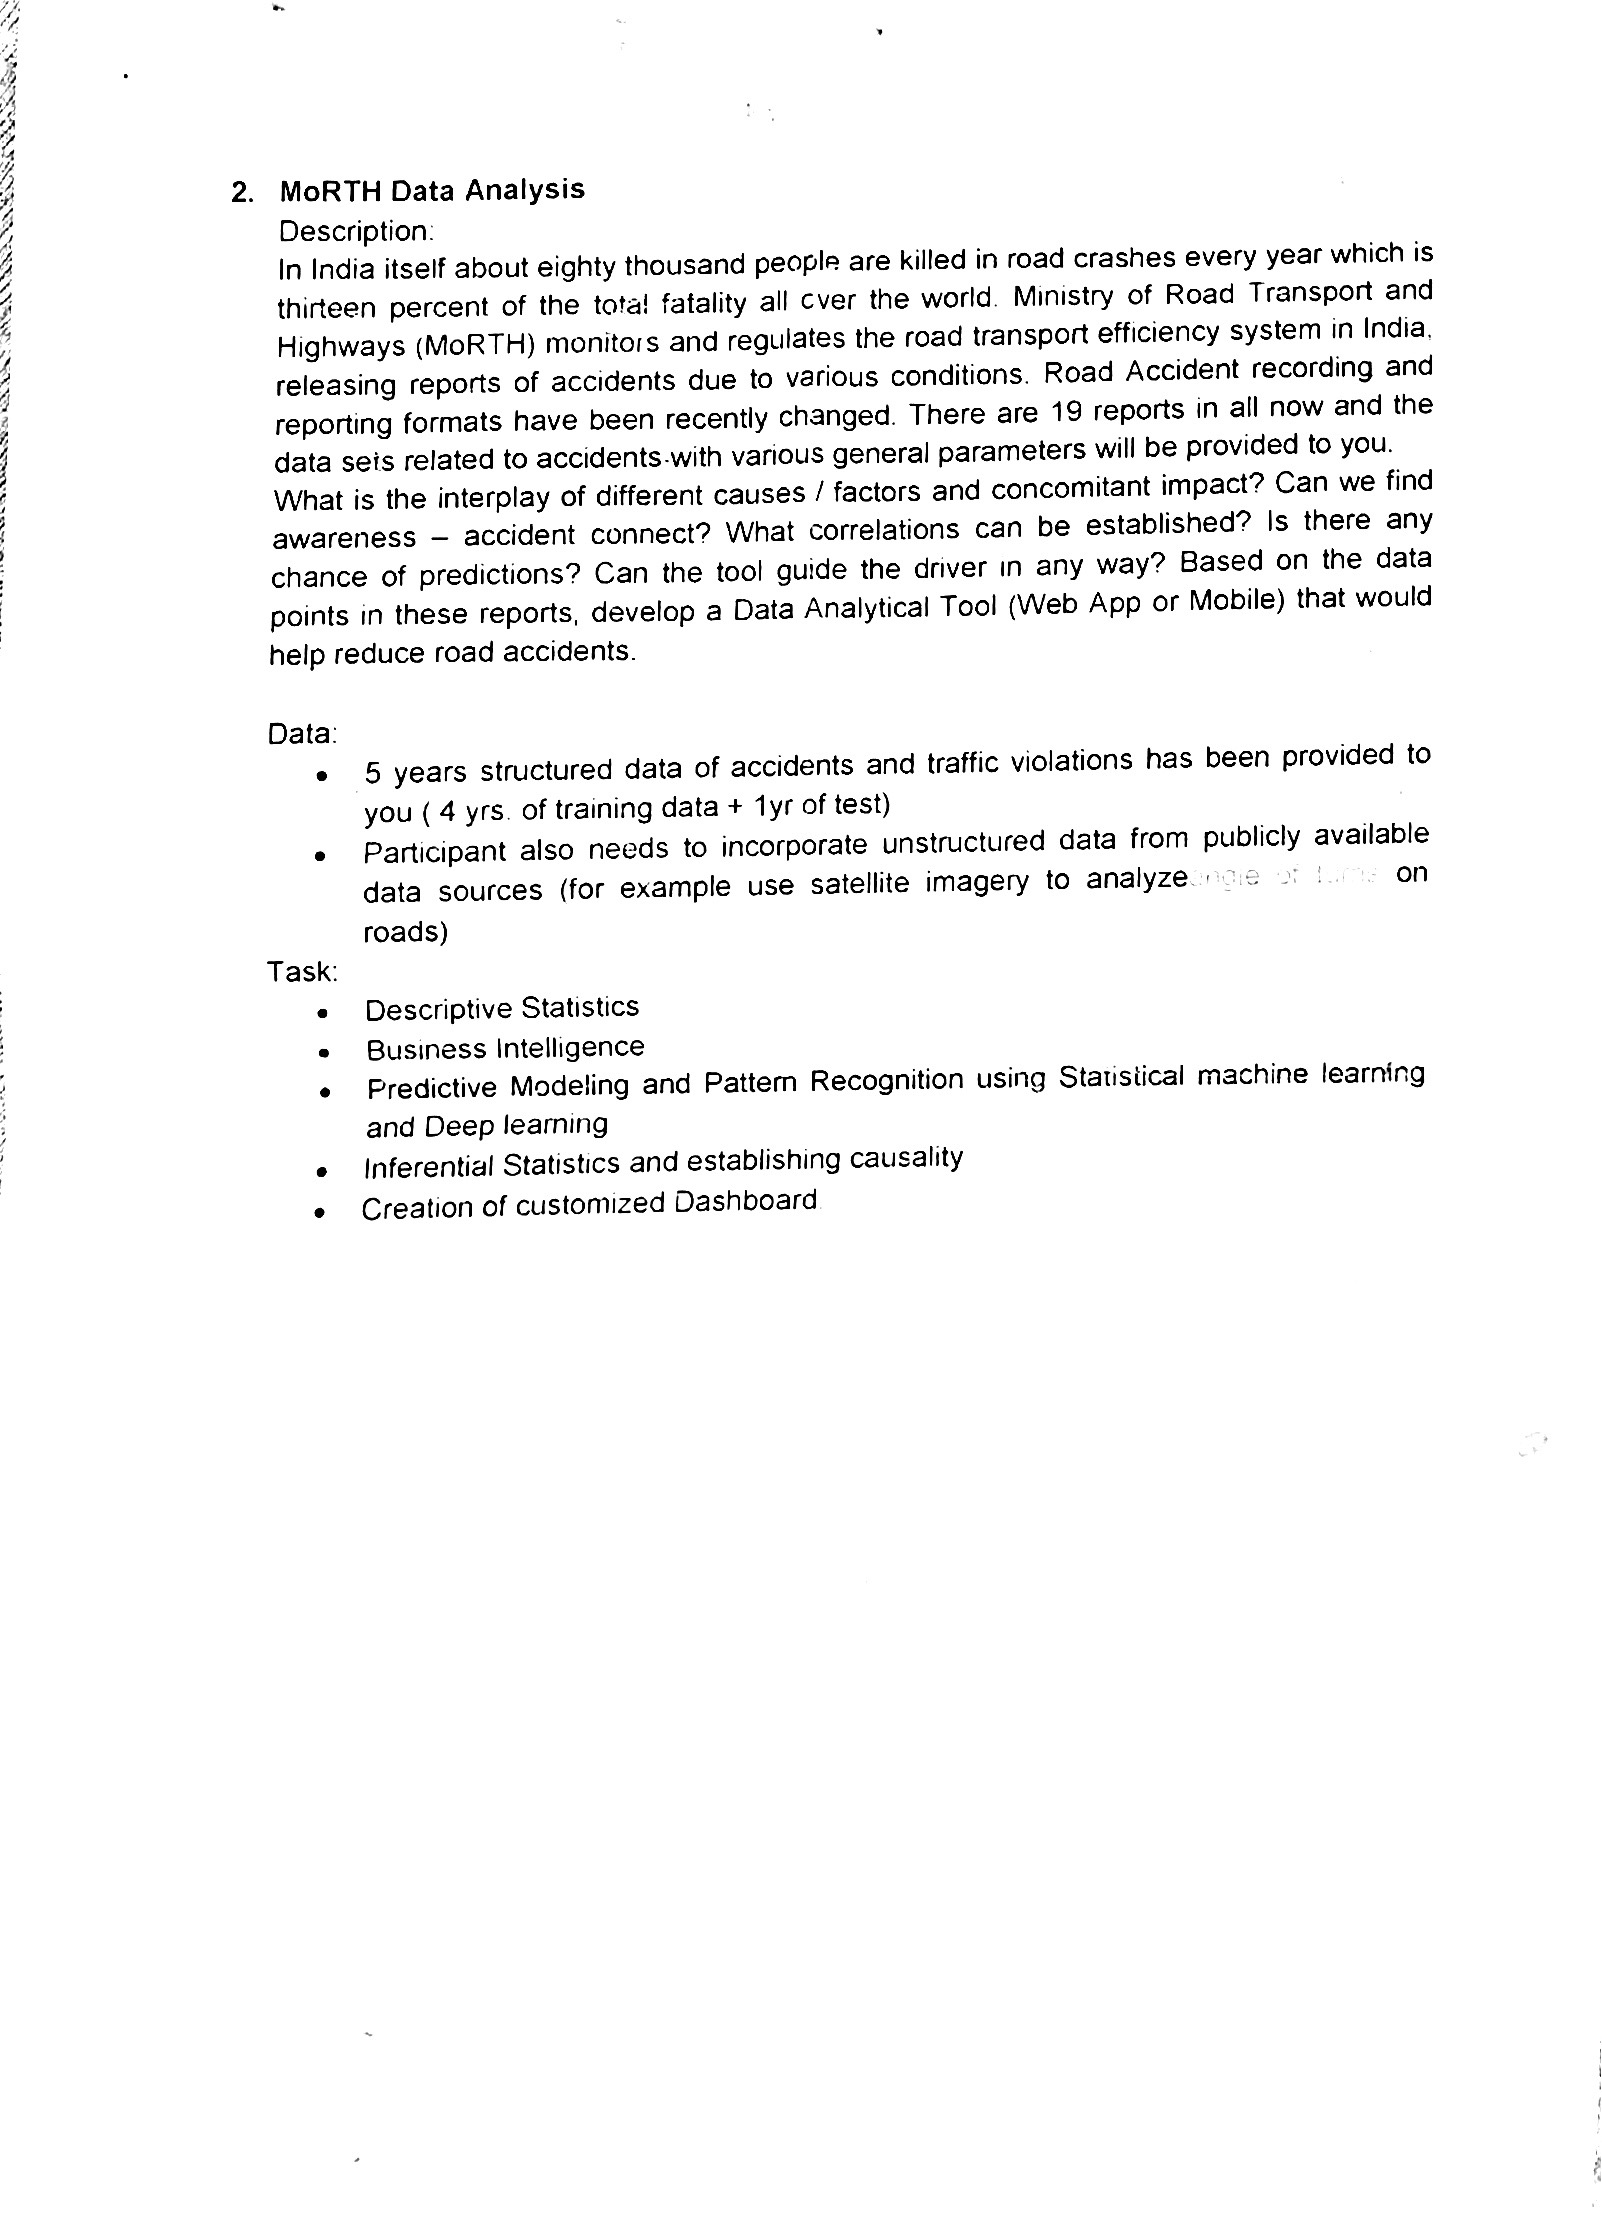 2. MoRTH Data Analysis
Description:
In India itself about eighty thousand people are killed in road crashes every year which is
thirteen percent of the total fatality all over the world. Ministry of Road Transport and
Highways (MoRTH) monitors and regulates the road transport efficiency system in India,
releasing reports of accidents due to various conditions. Road Accident recording and
reporting formats have been recently changed. There are 19 reports in all now and the
data sets related to accidents with various general parameters will be provided to you.
What is the interplay of different causes / factors and concomitant impact? Can we find
awareness – accident connect? What correlations can be established? Is there any
chance of predictions? Can the tool guide the driver in any way? Based on the data
points in these reports, develop a Data Analytical Tool (Web App or Mobile) that would
help reduce road accidents.
Data:
• 5 years structured data of accidents and traffic violations has been provided to
you ( 4 yrs. of training data + 1yr of test)
• Participant also needs to incorporate unstructured data from publicly available
data sources (for example use satellite imagery to analyze on
roads)
Task:
• Descriptive Statistics
• Business Intelligence
• Predictive Modeling and Pattern Recognition using Statistical machine learning
and Deep learning
• Inferential Statistics and establishing causality
• Creation of customized Dashboard